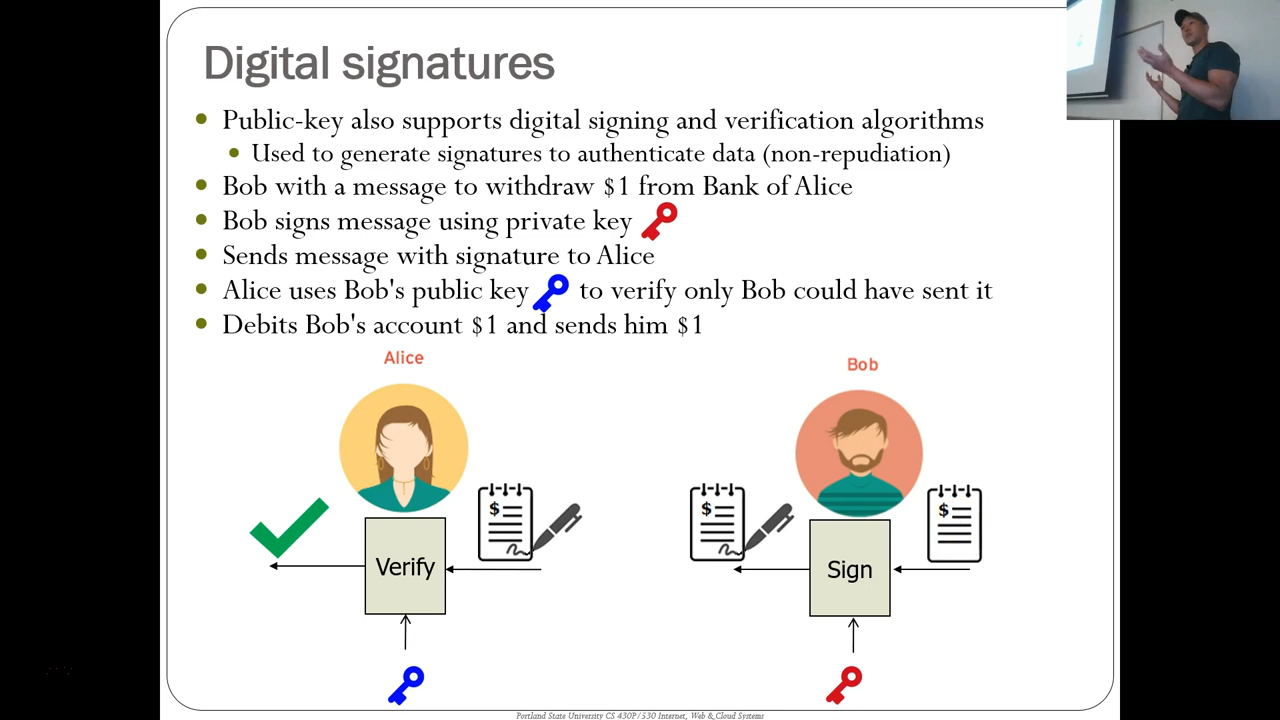 Digital signatures
Public-key also supports digital signing and verification algorithms
Used to generate signatures to authenticate data (non-repudiation)
Bob with a message to withdraw $1 from Bank of Alice
Bob signs message using private key
Sends message with signature to Alice
Alice uses Bob's public key to verify only Bob could have sent it
Debits Bob's account $1 and sends him $1
Alice
Bob
$
$
$
Verify
Sign
Portland State University CS 430P/530 Internet, Web & Cloud Systems